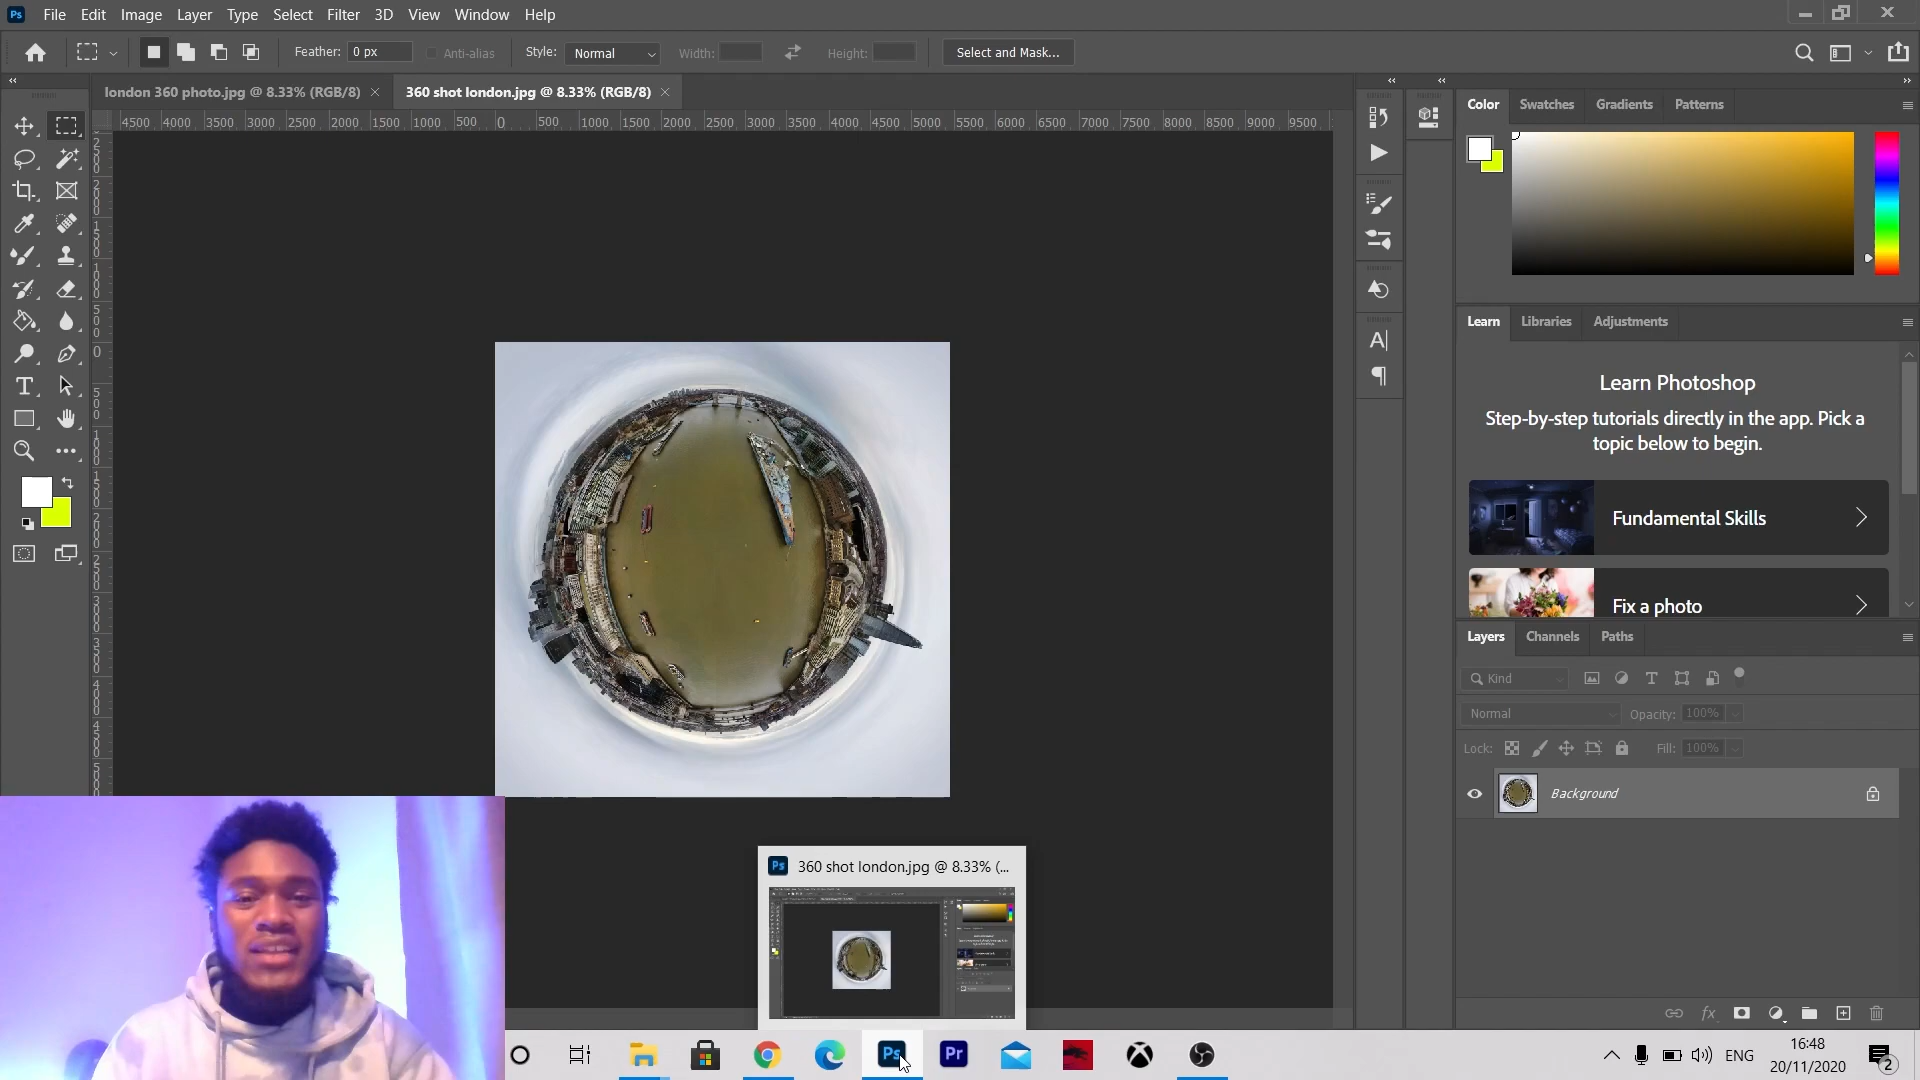 Ps File Edit Image Layer Type Select Filter 3D View Window Help
Feather: 0 px Anti-alias Style: Normal Width: Height: Select and Mask...
london 360 photo.jpg @ 8.33% (RGB/8) 360 shot london.jpg @ 8.33% (RGB/8)
4500 4000 3500 3000 2500 2000 1500 1000 500 0 500 1000 1500 2000 2500 3000 3500 4000 4500 5000 5500 6000 6500 7000 7500 8000 8500 9000 9500
Color Swatches Gradients Patterns
Learn Libraries Adjustments
Learn Photoshop
Step-by-step tutorials directly in the app. Pick a
topic below to begin.
Fundamental Skills
Fix a photo
Layers Channels Paths
Kind
Normal Opacity: 100%
Lock: Fill: 100%
Background
Ps 360 shot london.jpg @ 8.33% (...
Ps Pr ENG
16:48
20/11/2020
2